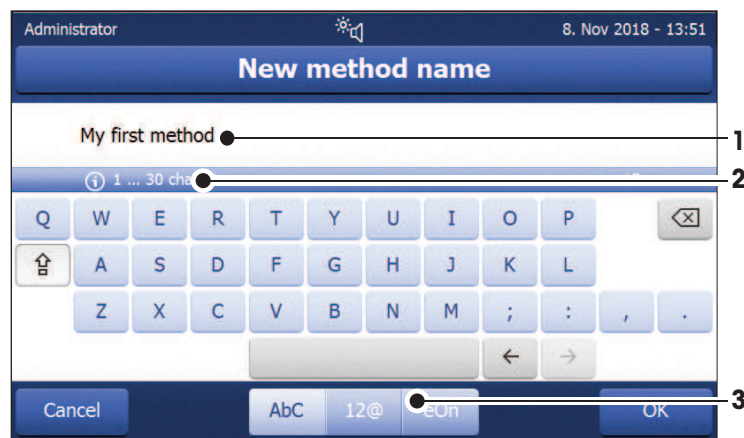 Administrator 8. Nov 2018 - 13:51
New method name
My first method
1
1 ... 30 cha
2
Q W E R T Y U I O P
A S D F G H J K L
Z X C V B N M ; : , .
Cancel AbC 12@ éOn OK
3